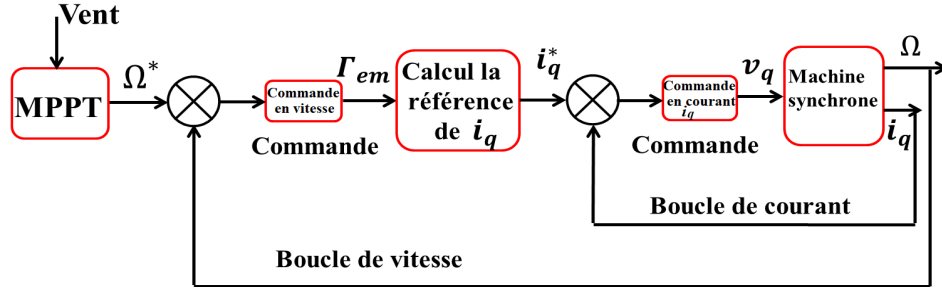 Vent
MPPT
Ω*
Commande
en vitesse
Commande
Γem
Calcul la
référence
de iq
iq*
Commande
en courant
iq
Commande
vq
Machine
synchrone
Ω
iq
Boucle de courant
Boucle de vitesse